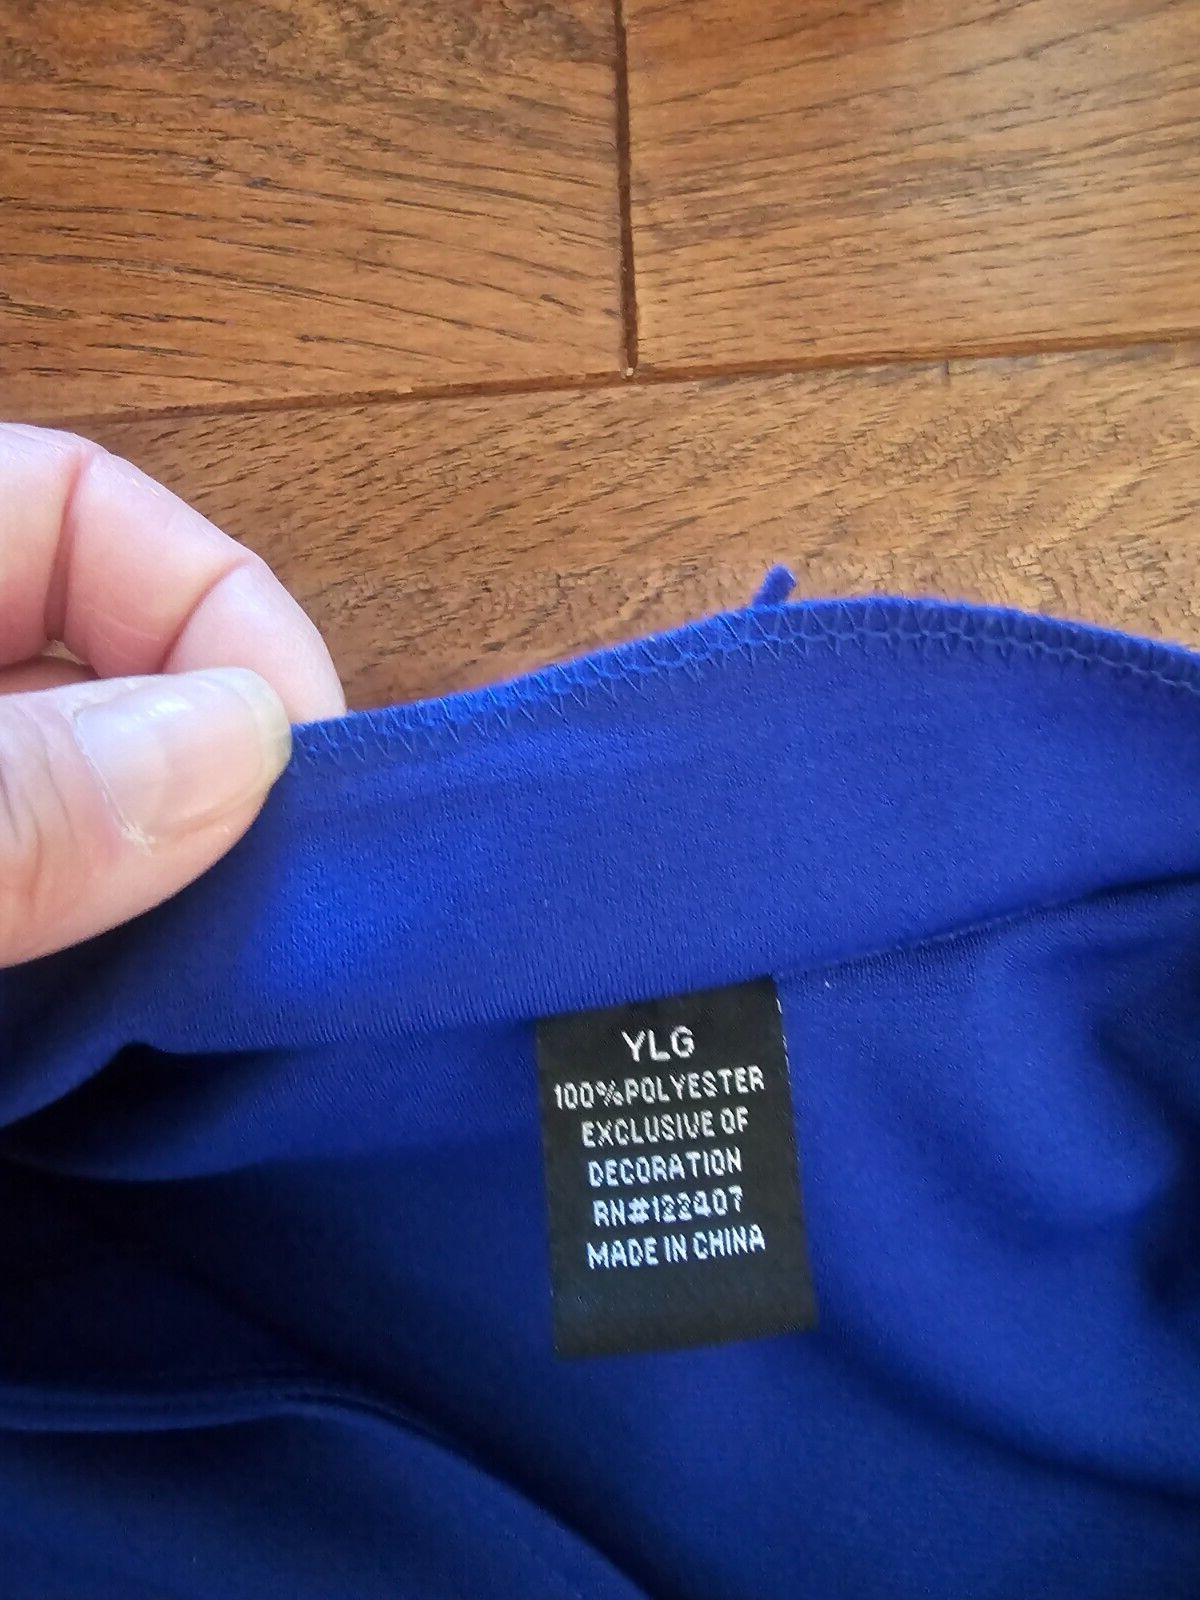 YLG
100%POLYESTER
EXCLUSIVE OF
DECORATION
RN#122407
MADE IN CHINA